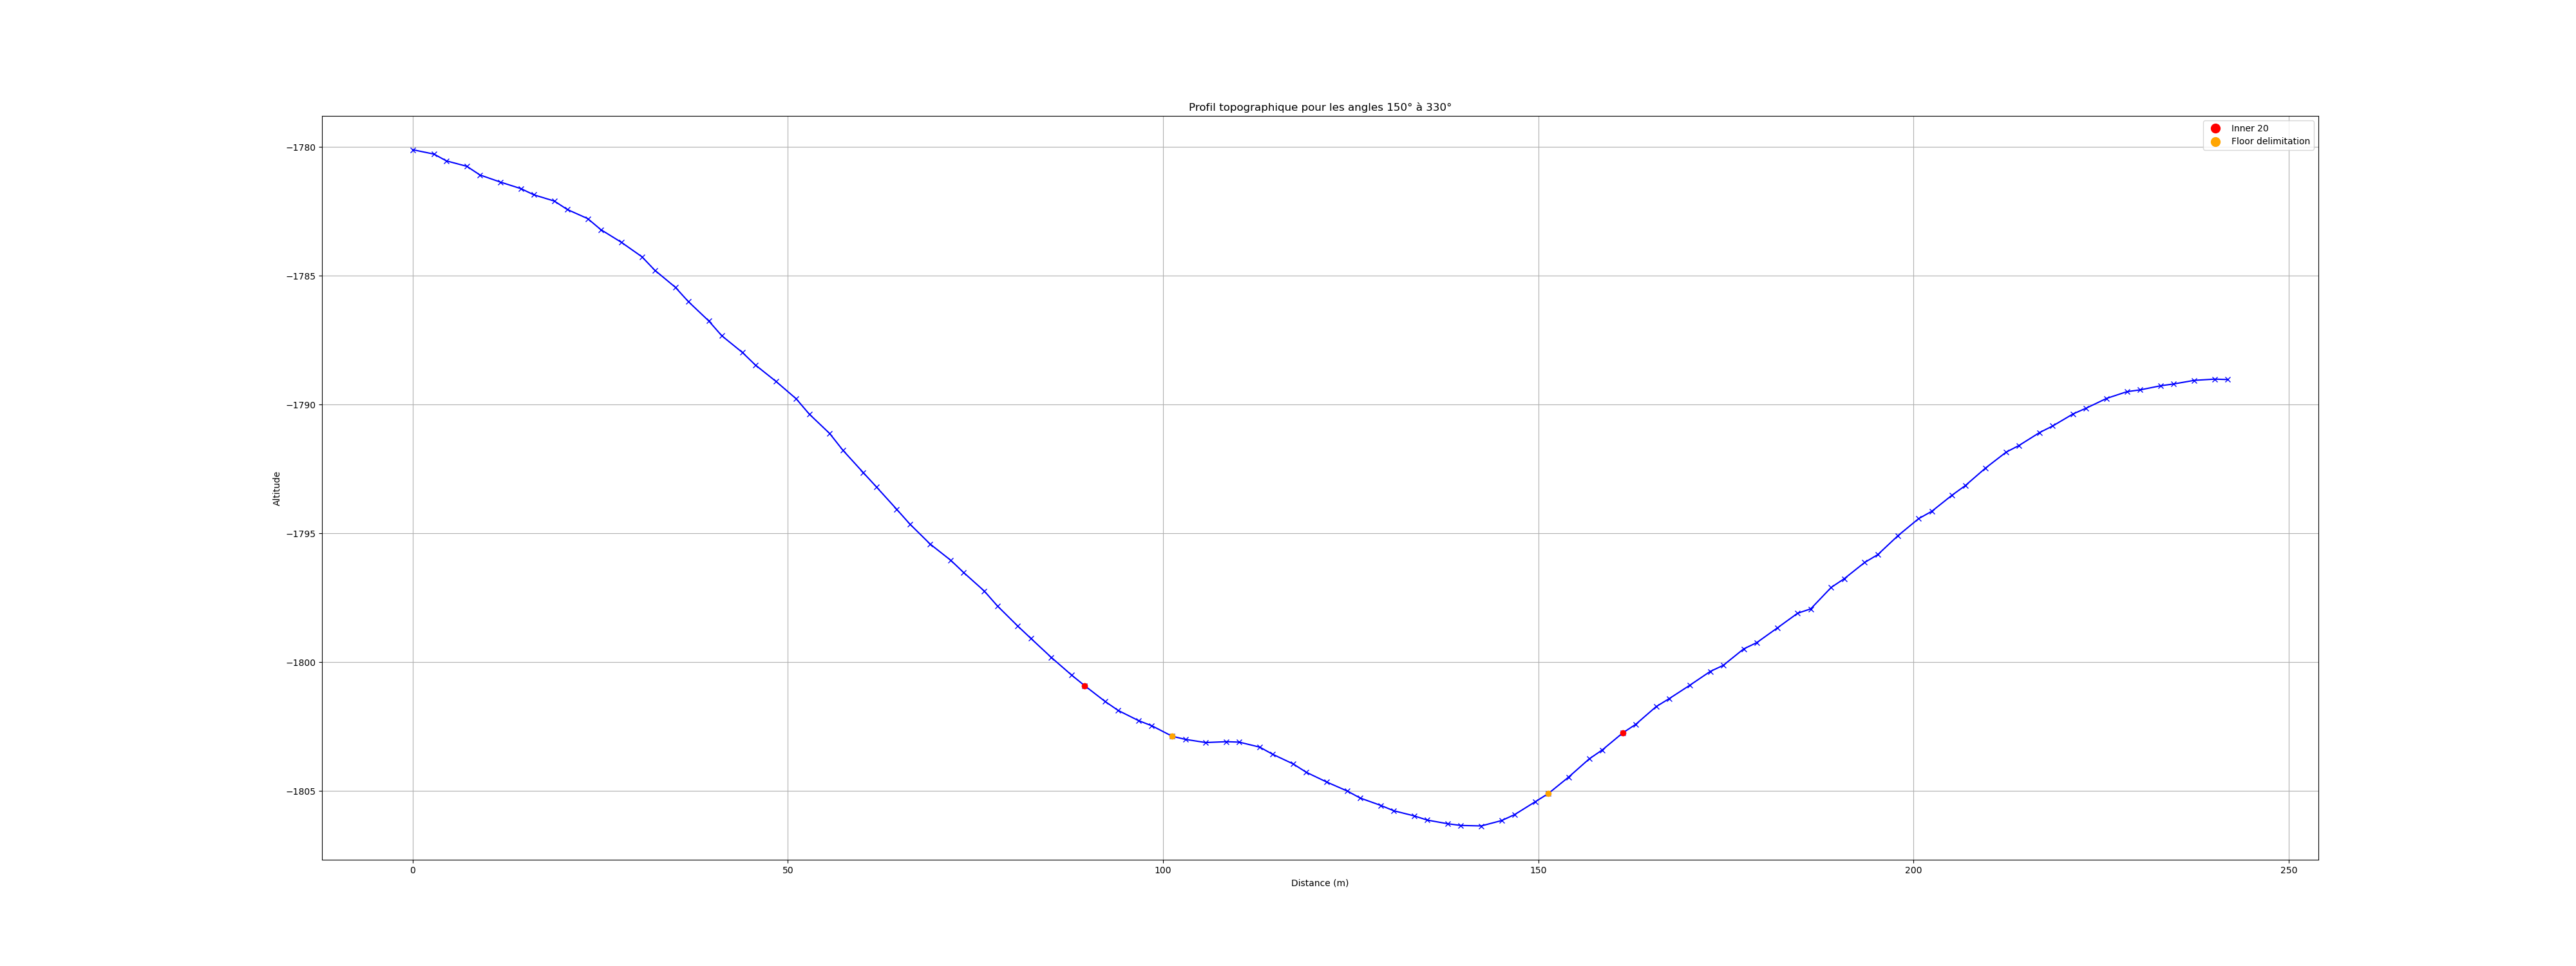 Profil topographique pour les angles 150° à 330°
Inner 20
Floor delimitation
−1780
−1785
−1790
−1795
−1800
−1805
Altitude
0 50 100 150 200 250
Distance (m)